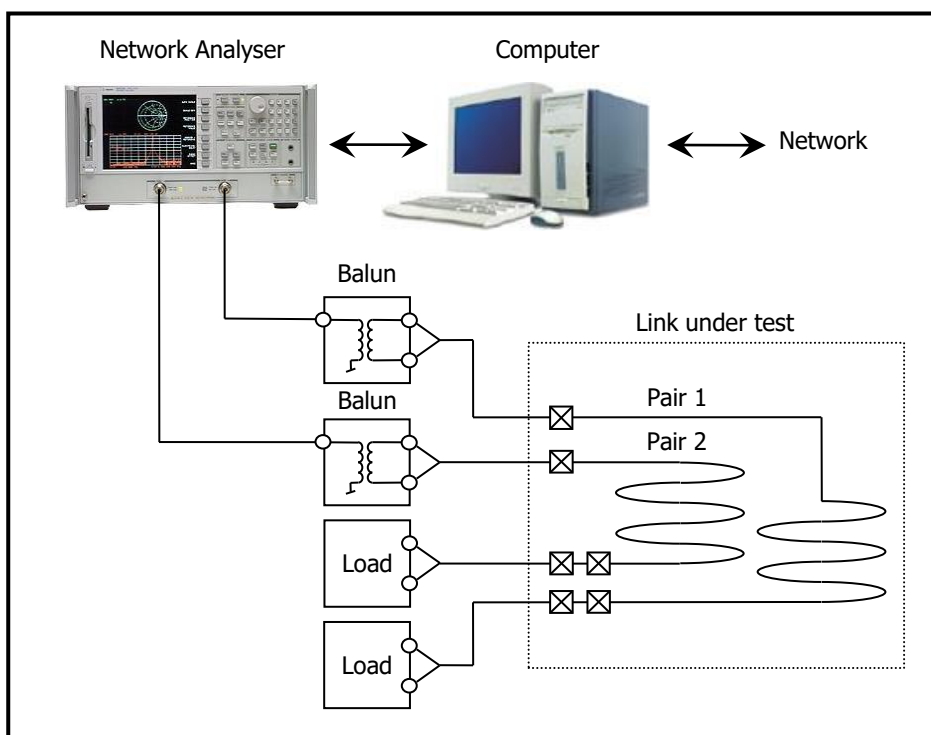 Network Analyser
Computer
Network
Balun
Link under test
Balun
Pair 1
Pair 2
Load
Load